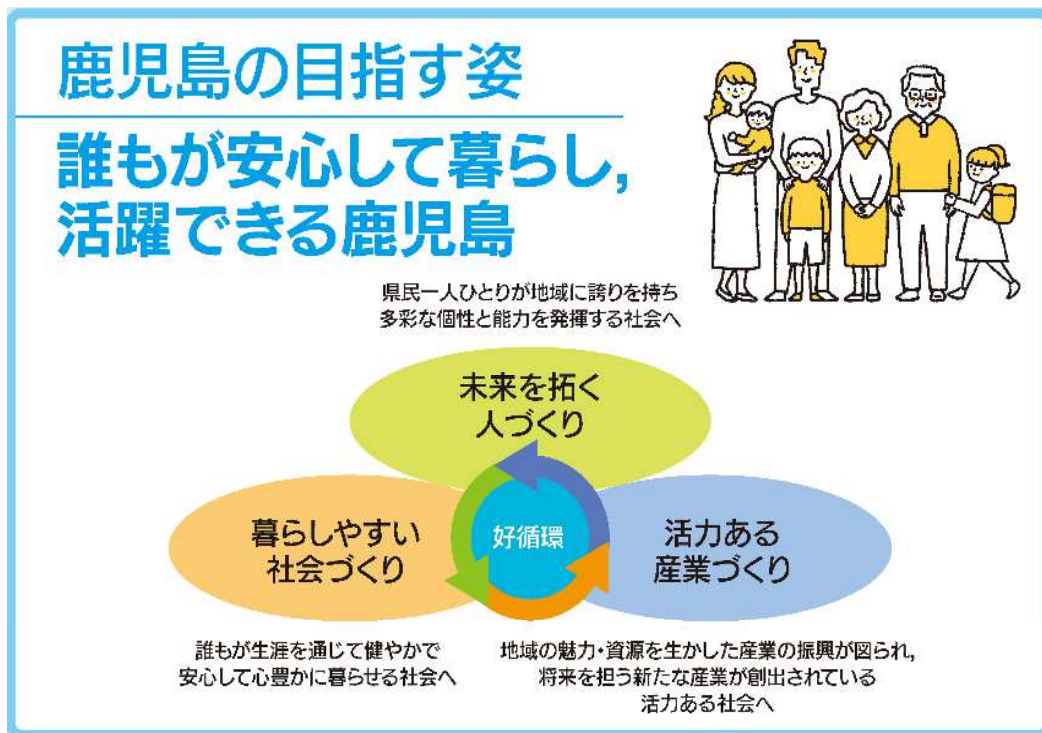 鹿児島の目指す姿
誰もが安心して暮らし,
活躍できる鹿児島
県民一人ひとりが地域に誇りを持ち
多彩な個性と能力を発揮する社会へ
未来を拓く
人づくり
暮らしやすい
社会づくり
好循環
活力ある
産業づくり
誰もが生涯を通じて健やかで
安心して心豊かに暮らせる社会へ
地域の魅力・資源を生かした産業の振興が図られ,
将来を担う新たな産業が創出されている
活力ある社会へ